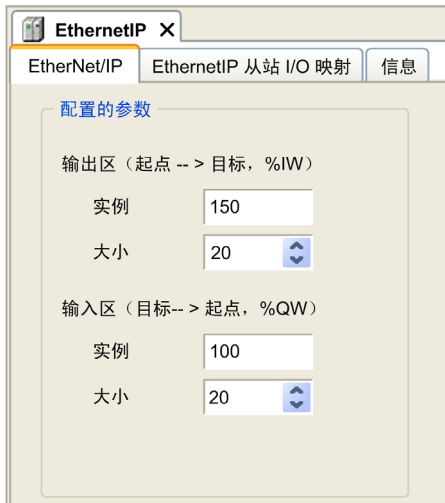 EthernetIP X
EtherNet/IP EthernetIP 从站 I/O 映射 信息
配置的参数
输出区（起点 -- > 目标，%IW）
实例 150
大小 20
输入区（目标-- > 起点，%QW）
实例 100
大小 20